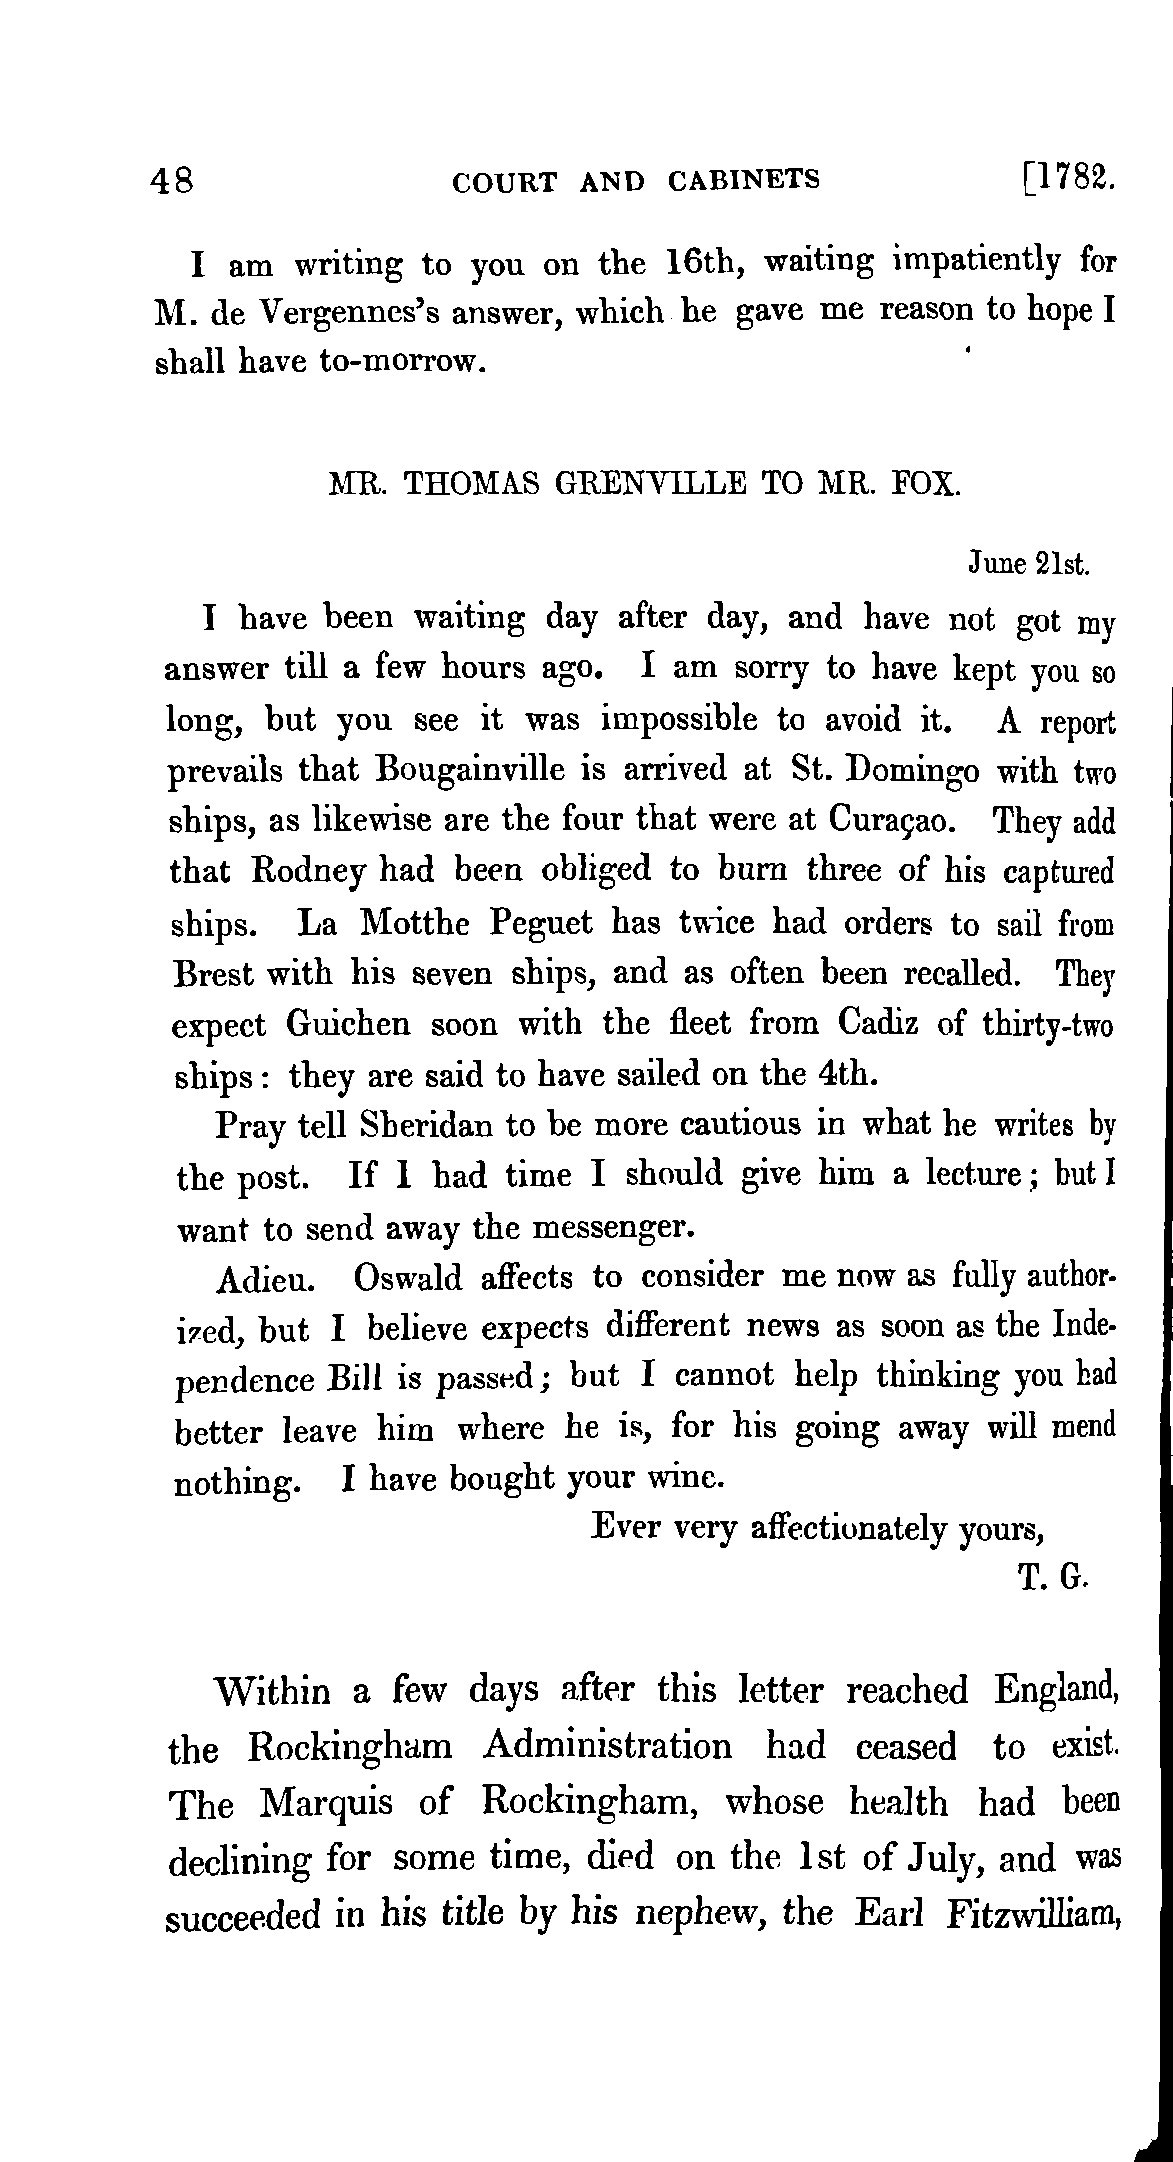 48 COURT AND CABINETS [1782.
I am writing to you on the 16th, waiting impatiently for
M. de Vergennes's answer, which he gave me reason to hope I
shall have to-morrow.
MR. THOMAS GRENVILLE TO MR. FOX.
June 21st.
I have been waiting day after day, and have not got my
answer till a few hours ago. I am sorry to have kept you so
long, but you see it was impossible to avoid it. A report
prevails that Bougainville is arrived at St. Domingo with two
ships, as likewise are the four that were at Curaçao. They add
that Rodney had been obliged to burn three of his captured
ships. La Motthe Peguet has twice had orders to sail from
Brest with his seven ships, and as often been recalled. They
expect Guichen soon with the fleet from Cadiz of thirty-two
ships: they are said to have sailed on the 4th.
Pray tell Sheridan to be more cautious in what he writes by
the post. If I had time I should give him a lecture; but I
want to send away the messenger.
Adieu. Oswald affects to consider me now as fully author-
ized, but I believe expects different news as soon as the Inde-
pendence Bill is passed; but I cannot help thinking you had
better leave him where he is, for his going away will mend
nothing. I have bought your wine.
Ever very affectionately yours,
T. G.
Within a few days after this letter reached England,
the Rockingham Administration had ceased to exist.
The Marquis of Rockingham, whose health had been
declining for some time, died on the 1st of July, and was
succeeded in his title by his nephew, the Earl Fitzwilliam,